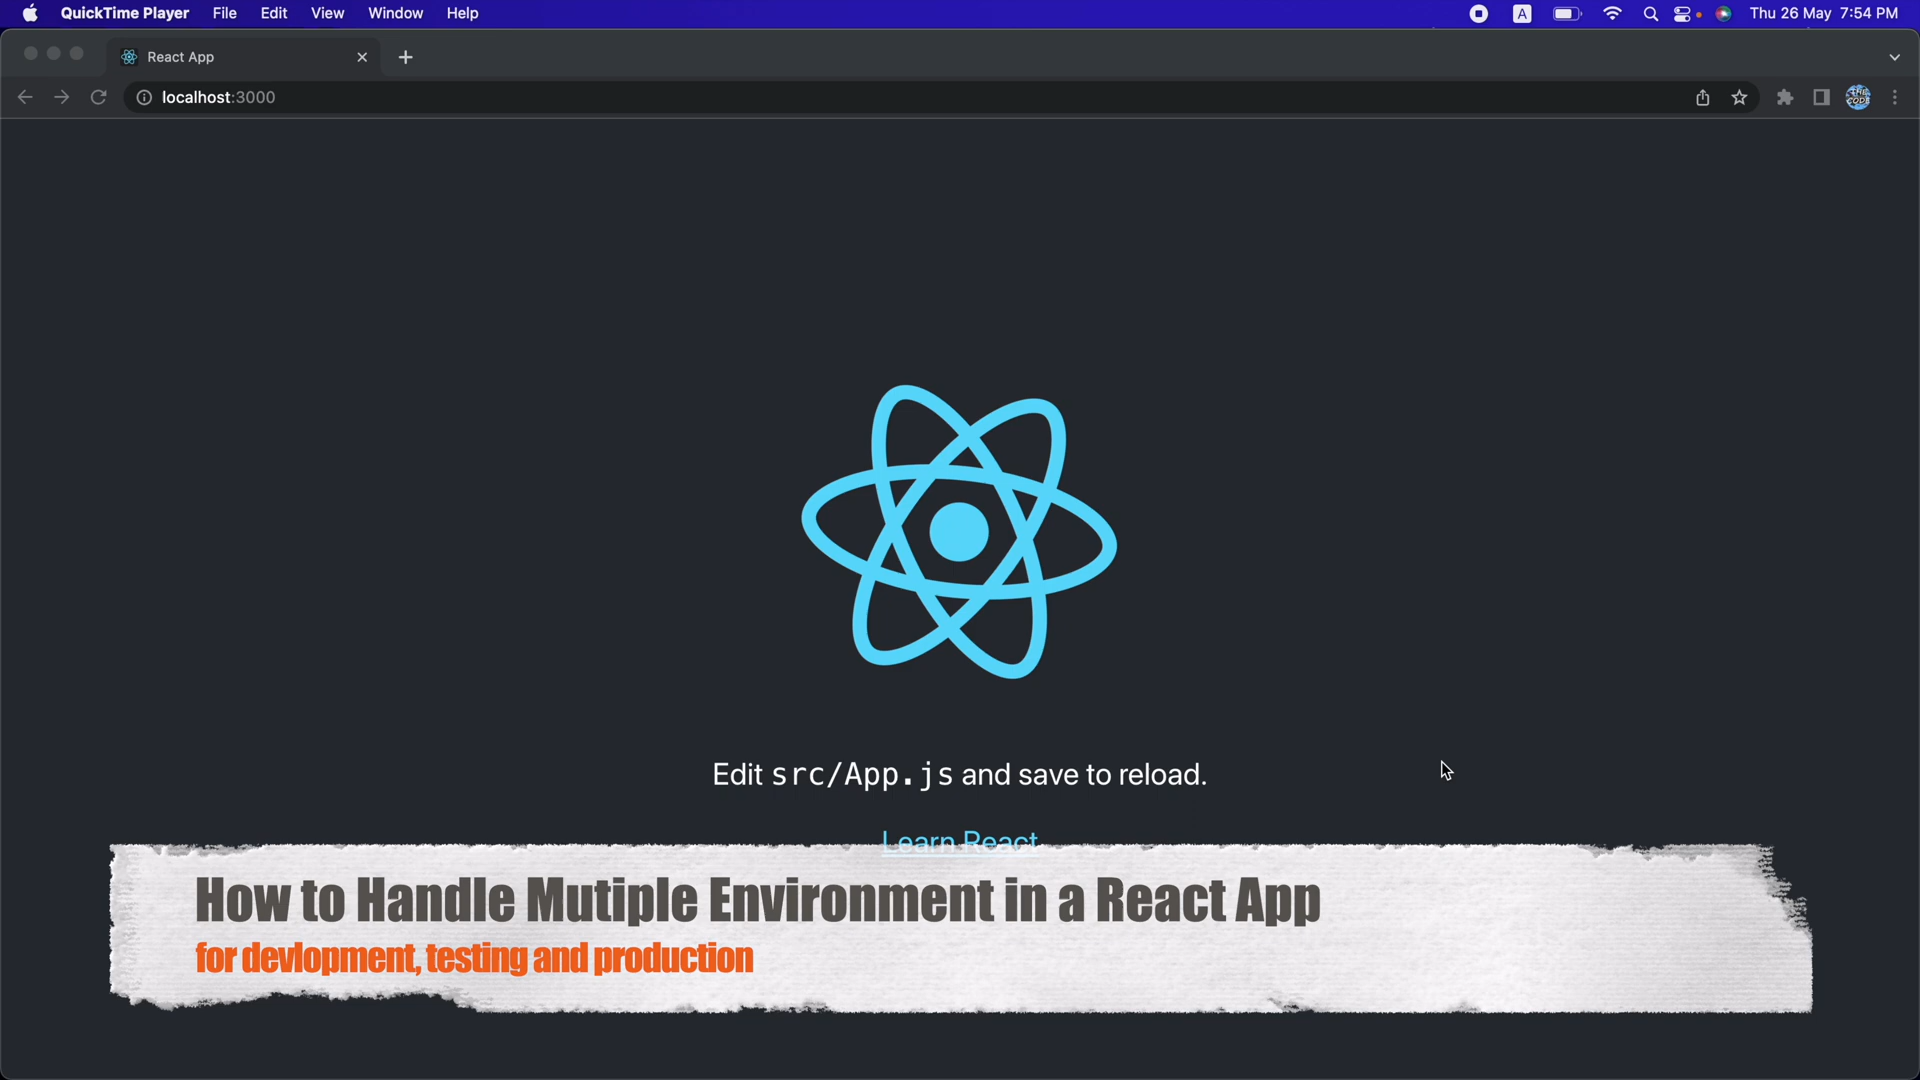 QuickTime Player File Edit View Window Help
A
Thu 26 May 7:54 PM
React App
localhost:3000
THE
CODE
Edit src/App.js and save to reload.
Learn React
How to Handle Mutiple Environment in a React App
for devlopment, testing and production